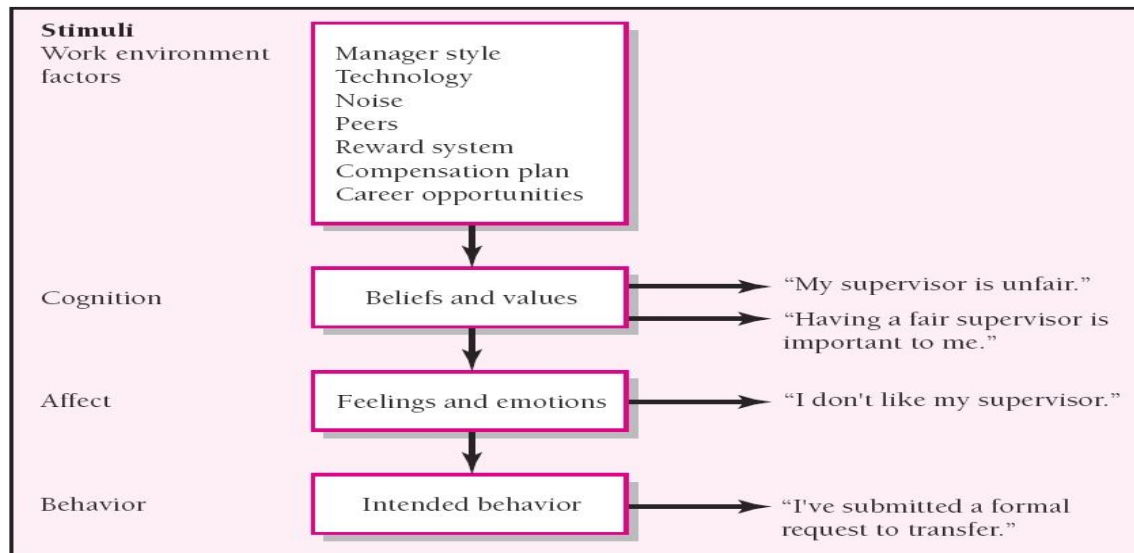 Stimuli
Work environment
factors
Manager style
Technology
Noise
Peers
Reward system
Compensation plan
Career opportunities
Cognition
Beliefs and values
“My supervisor is unfair.”
“Having a fair supervisor is
important to me.”
Affect
Feelings and emotions
“I don't like my supervisor.”
Behavior
Intended behavior
“I've submitted a formal
request to transfer.”